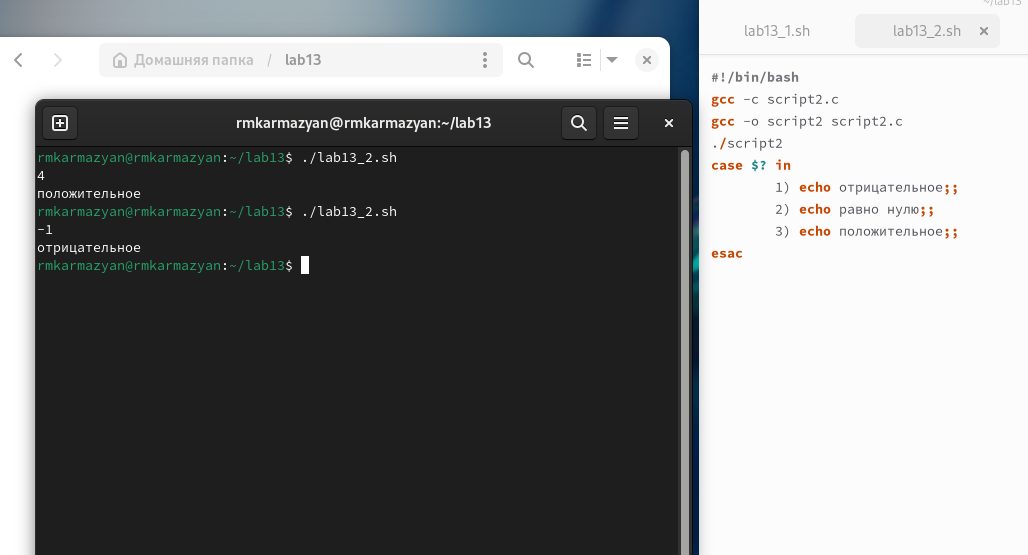 ~/lab13
lab13_1.sh
lab13_2.sh
Домашняя папка / lab13
rmkarmazyan@rmkarmazyan:~/lab13
rmkarmazyan@rmkarmazyan:~/lab13$ ./lab13_2.sh
4
положительное
rmkarmazyan@rmkarmazyan:~/lab13$ ./lab13_2.sh
-1
отрицательное
rmkarmazyan@rmkarmazyan:~/lab13$
#!/bin/bash
gcc -c script2.c
gcc -o script2 script2.c
./script2
case $? in
1) echo отрицательное;;
2) echo равно нулю;;
3) echo положительное;;
esac